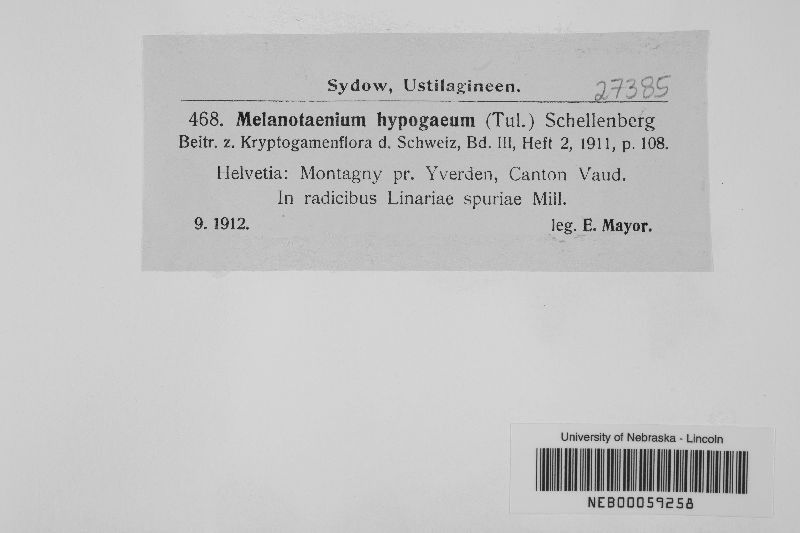 Sydow, Ustilagineen.
27385
468. Melanotaenium hypogaeum (Tul.) Schellenberg
Beitr. z. Kryptogamenflora d. Schweiz, Bd. III, Heft 2, 1911, p. 108.
Helvetia: Montagny pr. Yverden, Canton Vaud.
In radicibus Linariae spuriae Mill.
9. 1912. leg. E. Mayor.
University of Nebraska - Lincoln
NEB00059258